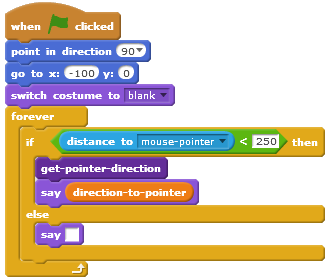 when clicked
point in direction 90
go to x: -100 y: 0
switch costume to blank
forever
if distance to mouse-pointer < 250 then
get-pointer-direction
say direction-to-pointer
else
say